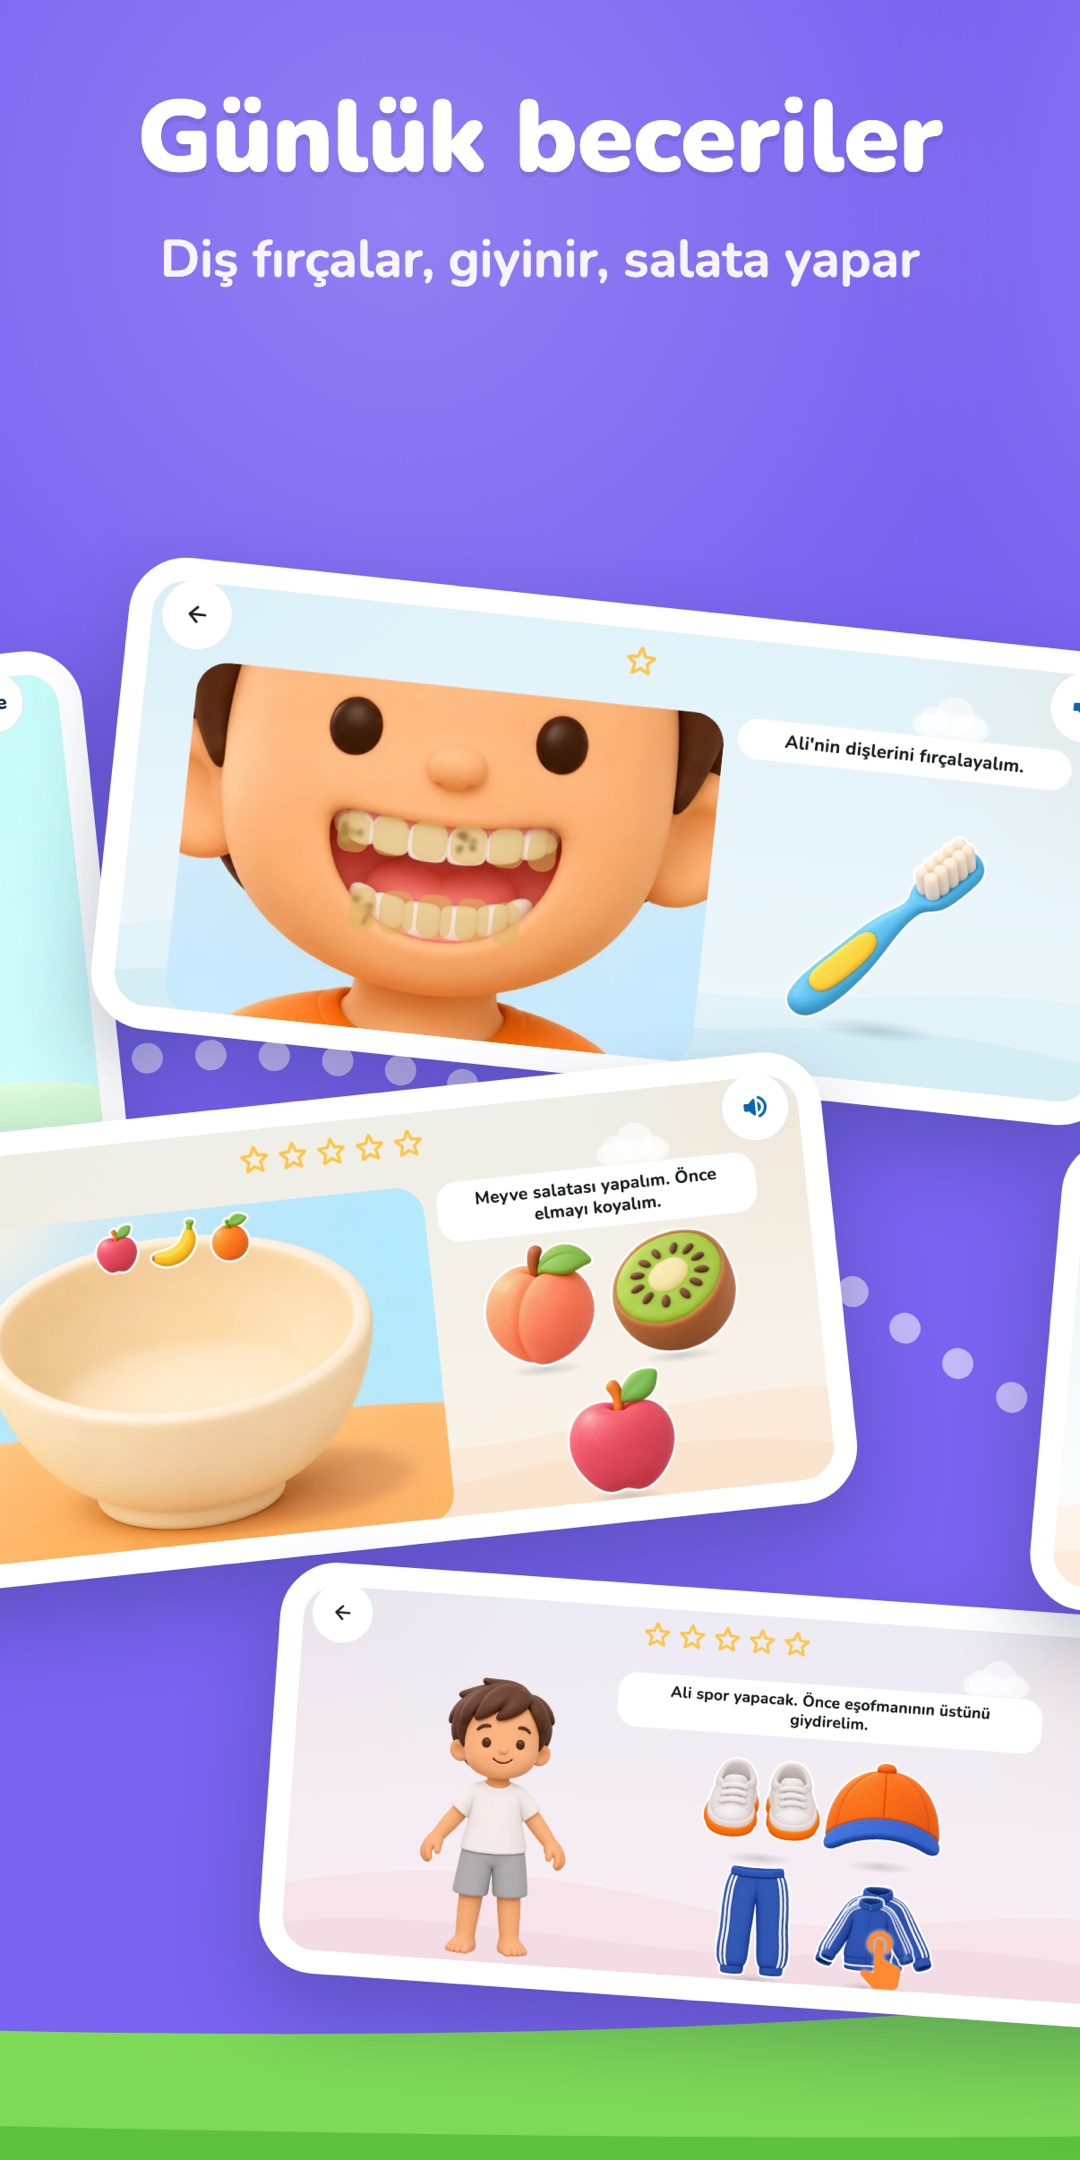 Günlük beceriler
Diş fırçalar, giyinir, salata yapar
e
Ali'nin dişlerini fırçalayalım.
Meyve salatası yapalım. Önce
elmayı koyalım.
Ali spor yapacak. Önce eşofmanının üstünü
giydirelim.